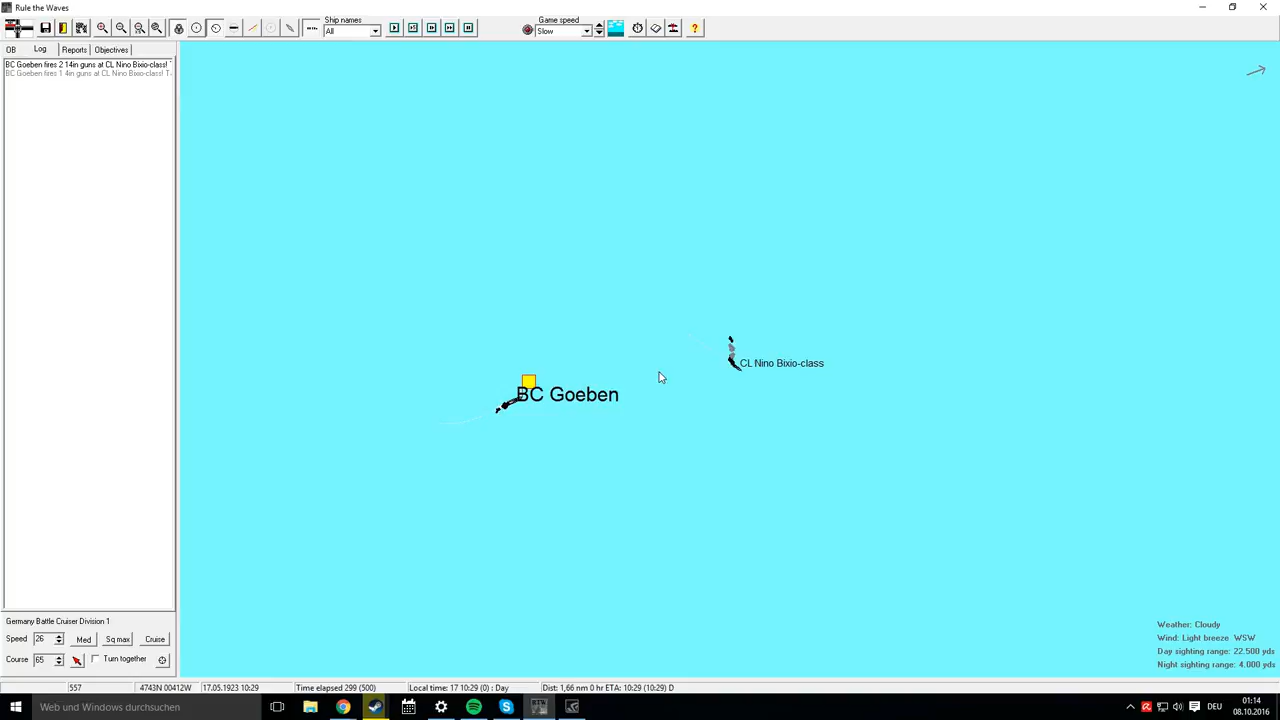 Rule the Waves
Ship names
All
Game speed
Slow
OB Log Reports Objectives
BC Goeben fires 2 14in guns at CL Nino Bixio-class! T
BC Goeben fires 1 4in guns at CL Nino Bixio-class! T
CL Nino Bixio-class
BC Goeben
Germany Battle Cruiser Division 1
Speed 26 Med Sq max Cruise
Course 65 Turn together
Weather: Cloudy
Wind: Light breeze WSW
Day sighting range: 22.500 yds
Night sighting range: 4.000 yds
557 4743N 00412W 17.05.1923 10:29 Time elapsed 299 (500) Local time: 17 10:29 (0) : Day Dist: 1,66 nm 0 hr ETA: 10:29 (10:29) D
Web und Windows durchsuchen
RTW
DEU
01:14
08.10.2016